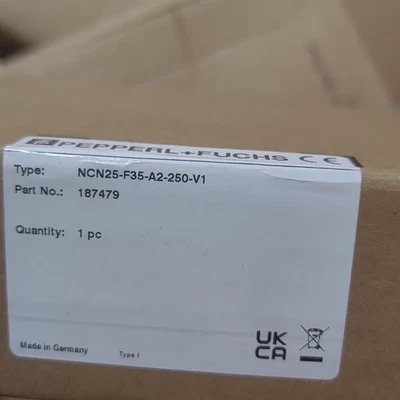 PEPPERL+FUCHS CE
Type: NCN25-F35-A2-250-V1
Part No.: 187479
Quantity: 1 pc
Made in Germany Type I
UK
CA